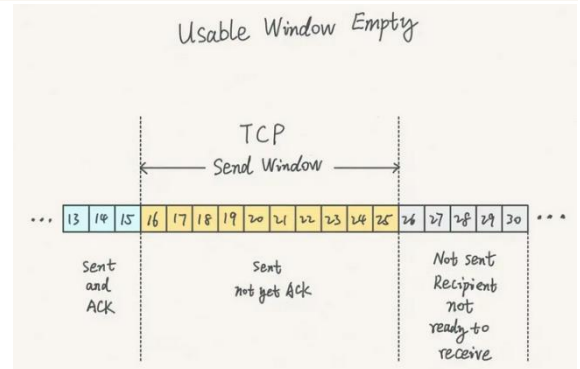 Usable Window Empty
TCP
Send Window
... 13 14 15 16 17 18 19 20 21 22 23 24 25 26 27 28 29 30 ...
Sent
and
ACK
Sent
not yet Ack
Not sent
Recipient
not
ready to
receive